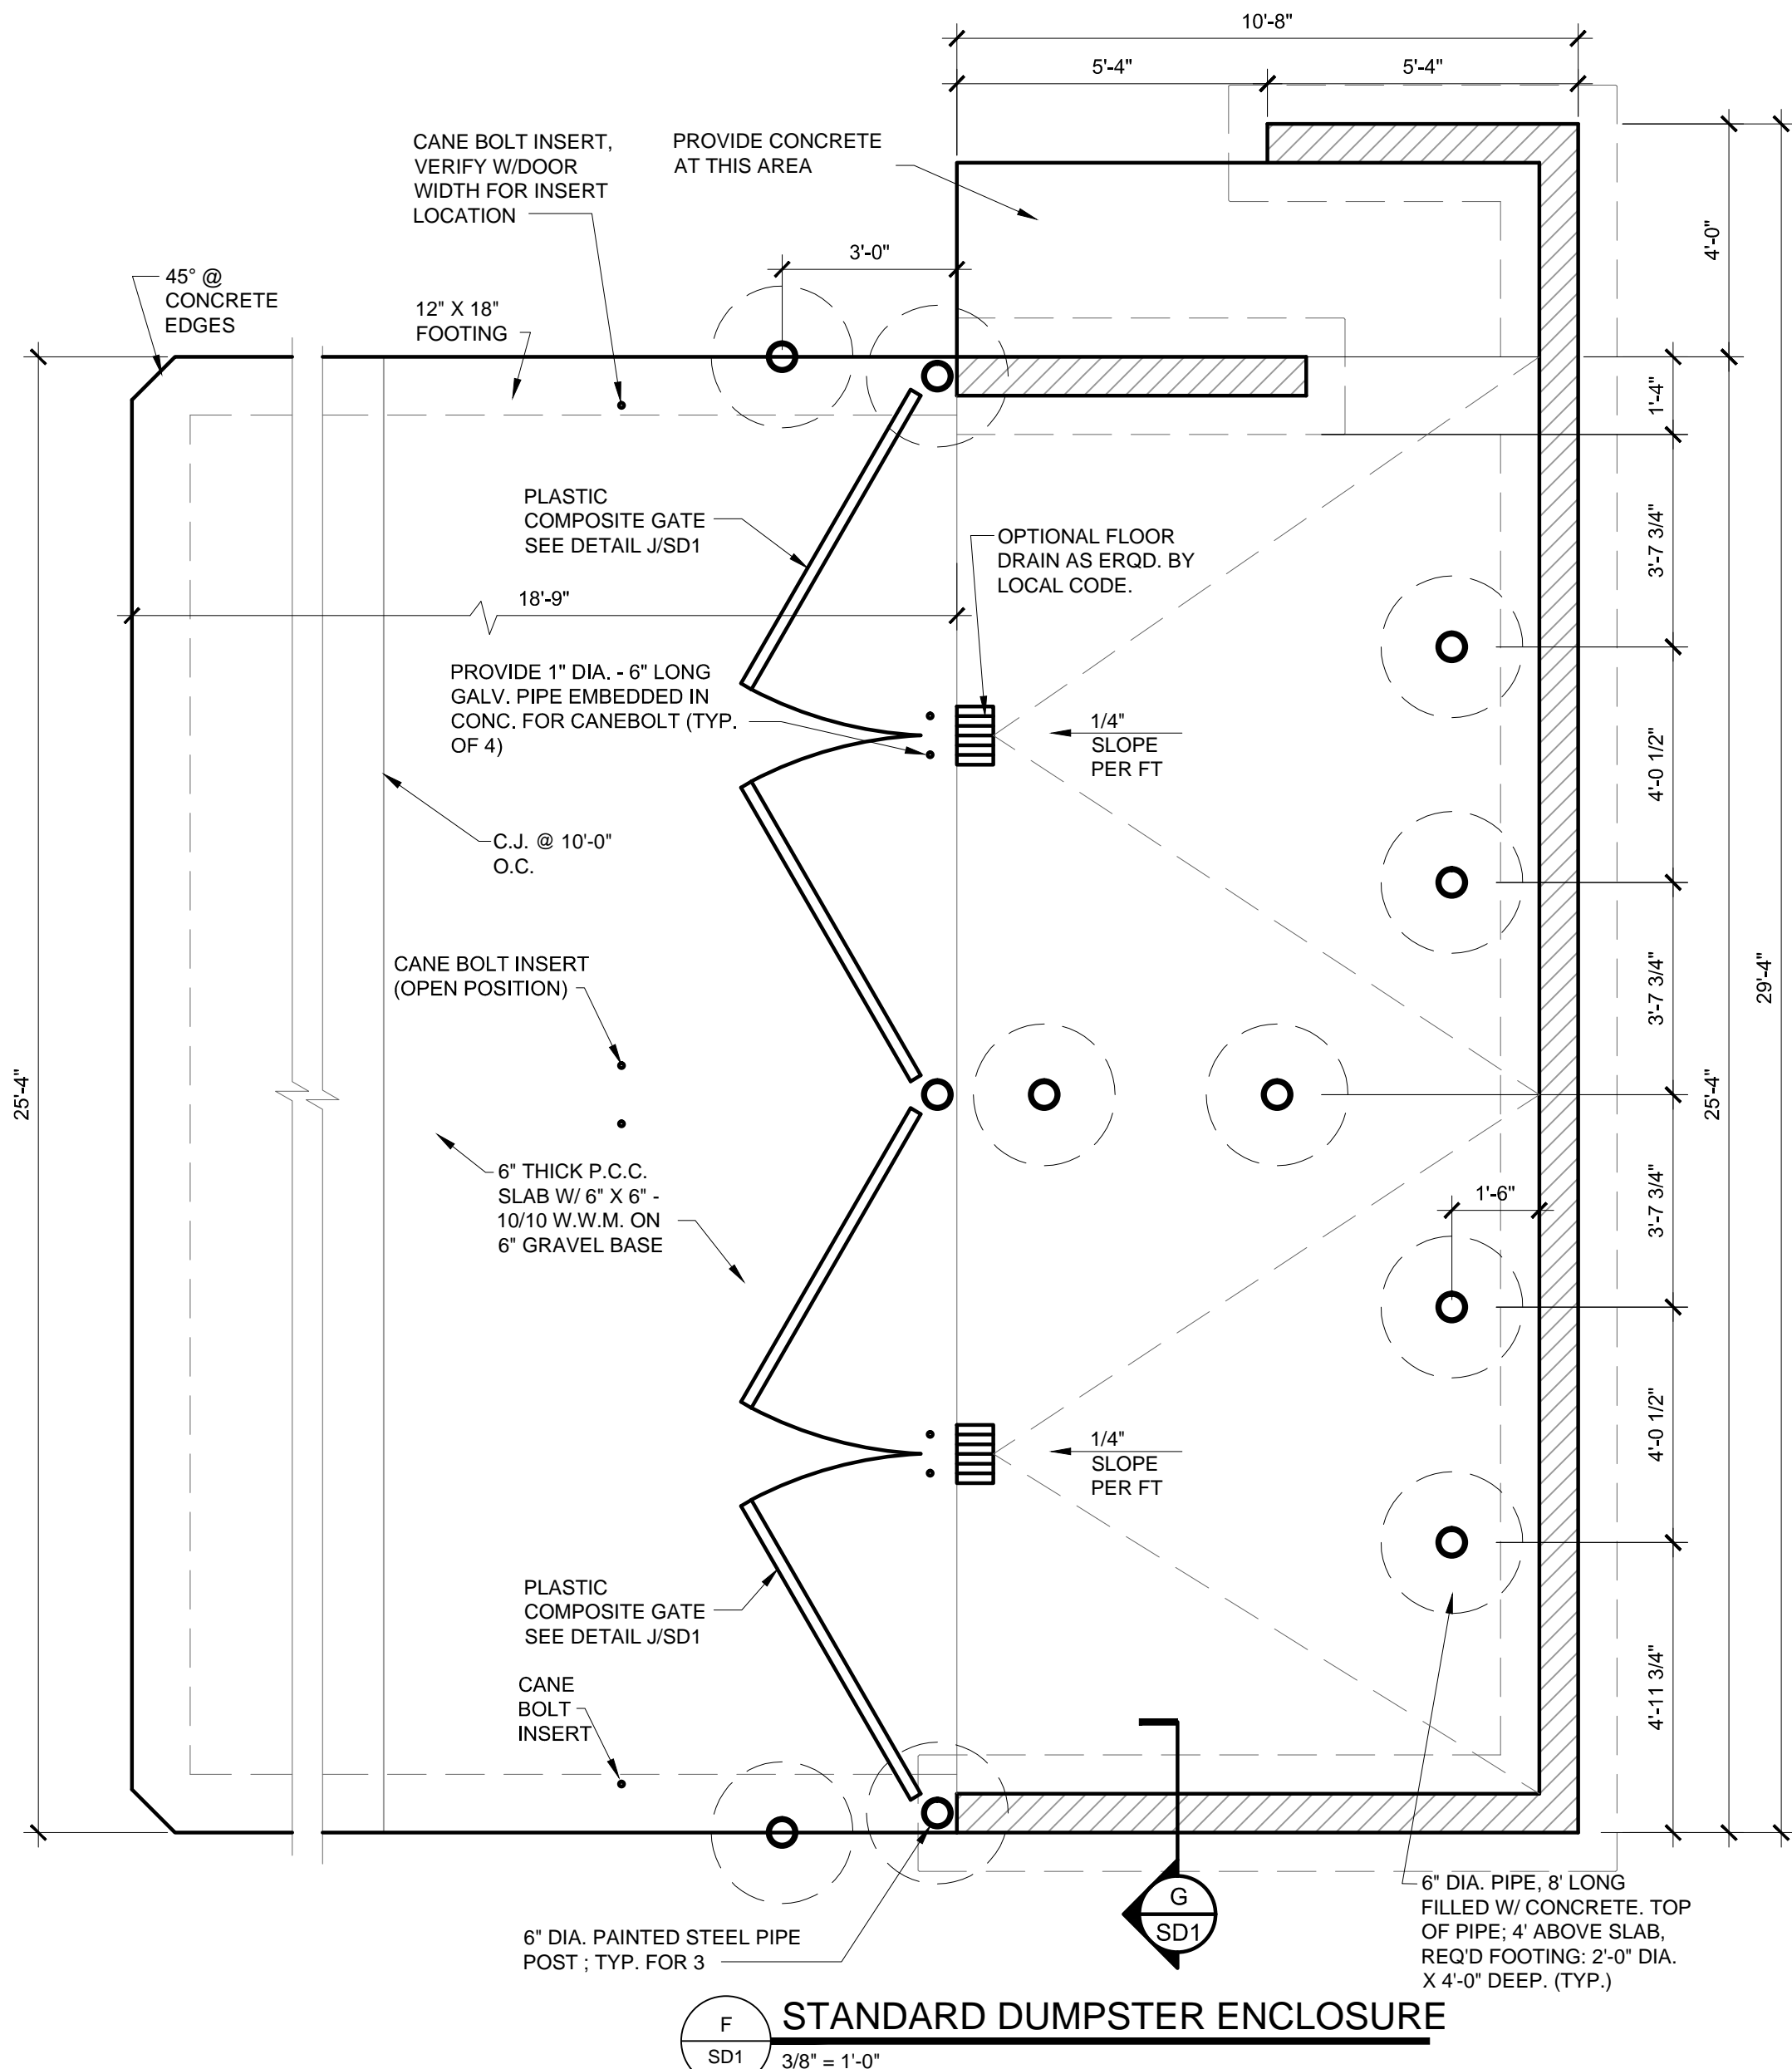 10'-8"
5'-4"
5'-4"
CANE BOLT INSERT,
VERIFY W/DOOR
WIDTH FOR INSERT
LOCATION
PROVIDE CONCRETE
AT THIS AREA
4'-0"
3'-0"
45° @
CONCRETE
EDGES
12" X 18"
FOOTING
1'-4"
PLASTIC
COMPOSITE GATE
SEE DETAIL J/SD1
OPTIONAL FLOOR
DRAIN AS ERQD. BY
LOCAL CODE.
3'-7 3/4"
18'-9"
PROVIDE 1" DIA. - 6" LONG
GALV. PIPE EMBEDDED IN
CONC. FOR CANEBOLT (TYP.
OF 4)
1/4"
SLOPE
PER FT
4'-0 1/2"
C.J. @ 10'-0"
O.C.
CANE BOLT INSERT
(OPEN POSITION)
3'-7 3/4"
29'-4"
25'-4"
25'-4"
6" THICK P.C.C.
SLAB W/ 6" X 6" -
10/10 W.W.M. ON
6" GRAVEL BASE
3'-7 3/4"
1'-6"
1/4"
SLOPE
PER FT
4'-0 1/2"
PLASTIC
COMPOSITE GATE
SEE DETAIL J/SD1
CANE
BOLT
INSERT
4'-11 3/4"
G
SD1
6" DIA. PIPE, 8' LONG
FILLED W/ CONCRETE. TOP
OF PIPE; 4' ABOVE SLAB,
REQ'D FOOTING: 2'-0" DIA.
X 4'-0" DEEP. (TYP.)
6" DIA. PAINTED STEEL PIPE
POST ; TYP. FOR 3
F
SD1
STANDARD DUMPSTER ENCLOSURE
3/8" = 1'-0"